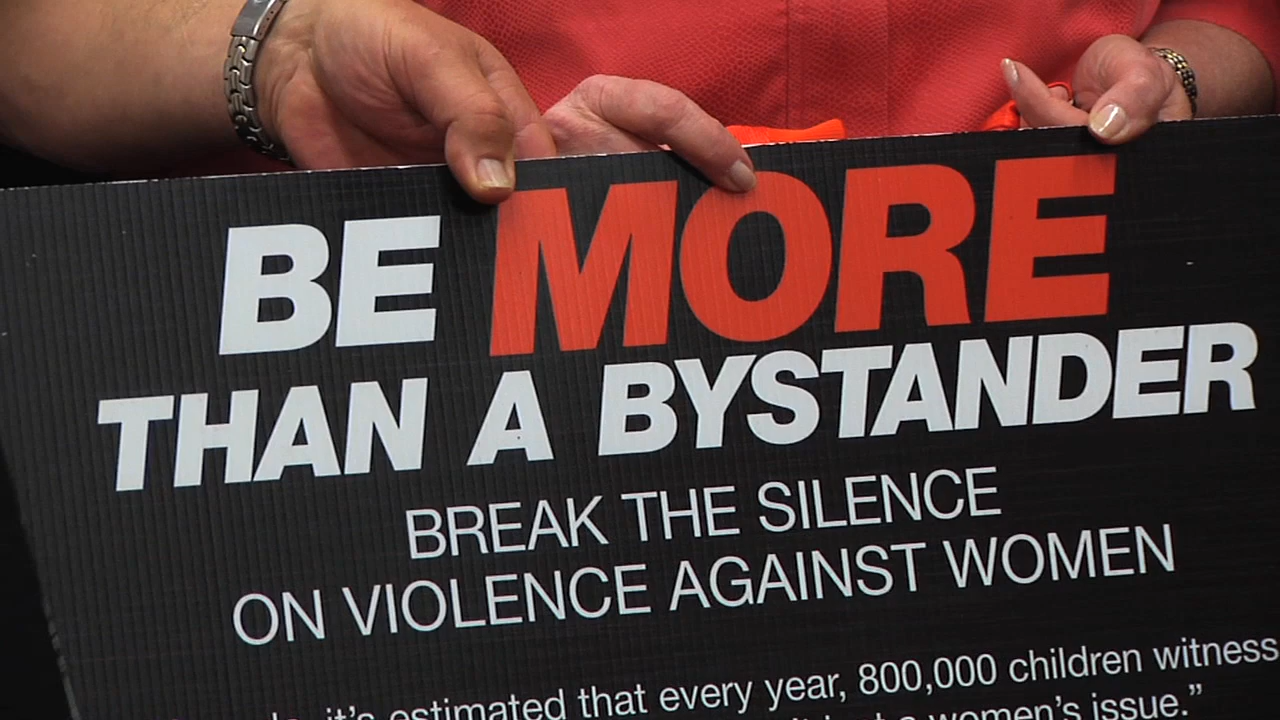 BE MORE
THAN A BYSTANDER
BREAK THE SILENCE
ON VIOLENCE AGAINST WOMEN
it's estimated that every year, 800,000 children witness
a women's issue."